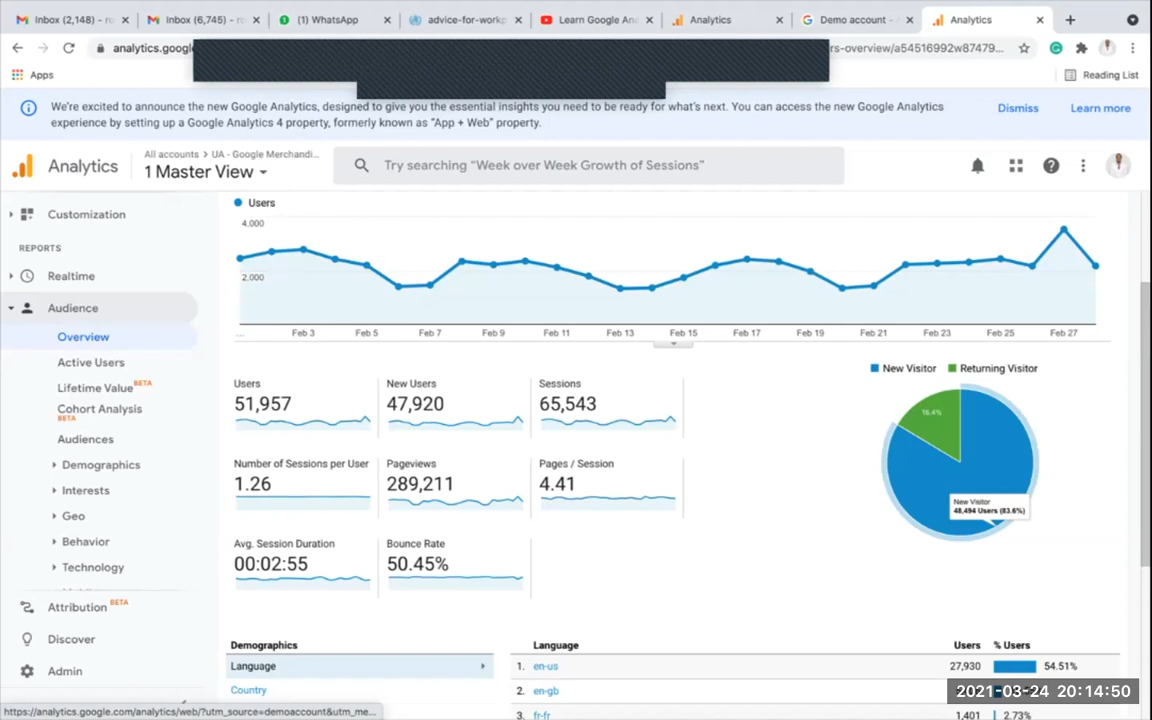 Inbox (2,148) - ro
Inbox (6,745) - ro
(1) WhatsApp
advice-for-workp
Learn Google Ana
Analytics
Demo account -
Analytics
analytics.google
rs-overview/a54516992w87479...
Apps
Reading List
We're excited to announce the new Google Analytics, designed to give you the essential insights you need to be ready for what's next. You can access the new Google Analytics
experience by setting up a Google Analytics 4 property, formerly known as "App + Web" property.
Dismiss
Learn more
Analytics
All accounts > UA - Google Merchandi...
1 Master View
Try searching "Week over Week Growth of Sessions"
Customization
REPORTS
Realtime
Audience
Overview
Active Users
Lifetime Value BETA
Cohort Analysis
BETA
Audiences
Demographics
Interests
Geo
Behavior
Technology
Attribution BETA
Discover
Admin
Users
4,000
2,000
... Feb 3 Feb 5 Feb 7 Feb 9 Feb 11 Feb 13 Feb 15 Feb 17 Feb 19 Feb 21 Feb 23 Feb 25 Feb 27
Users
51,957
New Users
47,920
Sessions
65,543
Number of Sessions per User
1.26
Pageviews
289,211
Pages / Session
4.41
Avg. Session Duration
00:02:55
Bounce Rate
50.45%
New Visitor Returning Visitor
16.4%
New Visitor
48,494 Users (83.6%)
Demographics
Language
Country
Language Users % Users
1. en-us 27,930 54.51%
2. en-gb
3. fr-fr 1,401 2.73%
2021-03-24 20:14:50
https://analytics.google.com/analytics/web/?utm_source=demoaccount&utm_me...